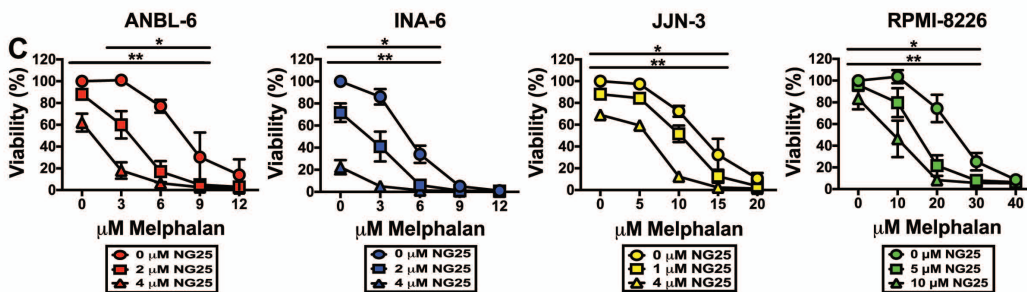 C
ANBL-6
*
**
Viability (%)
120
100
80
60
40
20
0
0 3 6 9 12
μM Melphalan
0 μM NG25
2 μM NG25
4 μM NG25
INA-6
*
**
Viability (%)
120
100
80
60
40
20
0
0 3 6 9 12
μM Melphalan
0 μM NG25
2 μM NG25
4 μM NG25
JJN-3
*
**
Viability (%)
120
100
80
60
40
20
0
0 5 10 15 20
μM Melphalan
0 μM NG25
1 μM NG25
4 μM NG25
RPMI-8226
*
**
Viability (%)
120
100
80
60
40
20
0
0 10 20 30 40
μM Melphalan
0 μM NG25
5 μM NG25
10 μM NG25